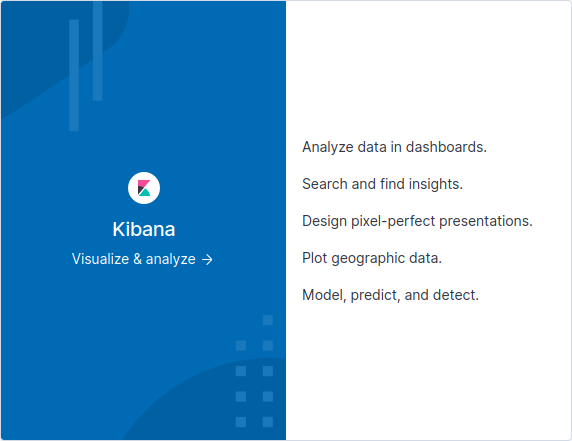 Kibana
Visualize & analyze →
Analyze data in dashboards.
Search and find insights.
Design pixel-perfect presentations.
Plot geographic data.
Model, predict, and detect.